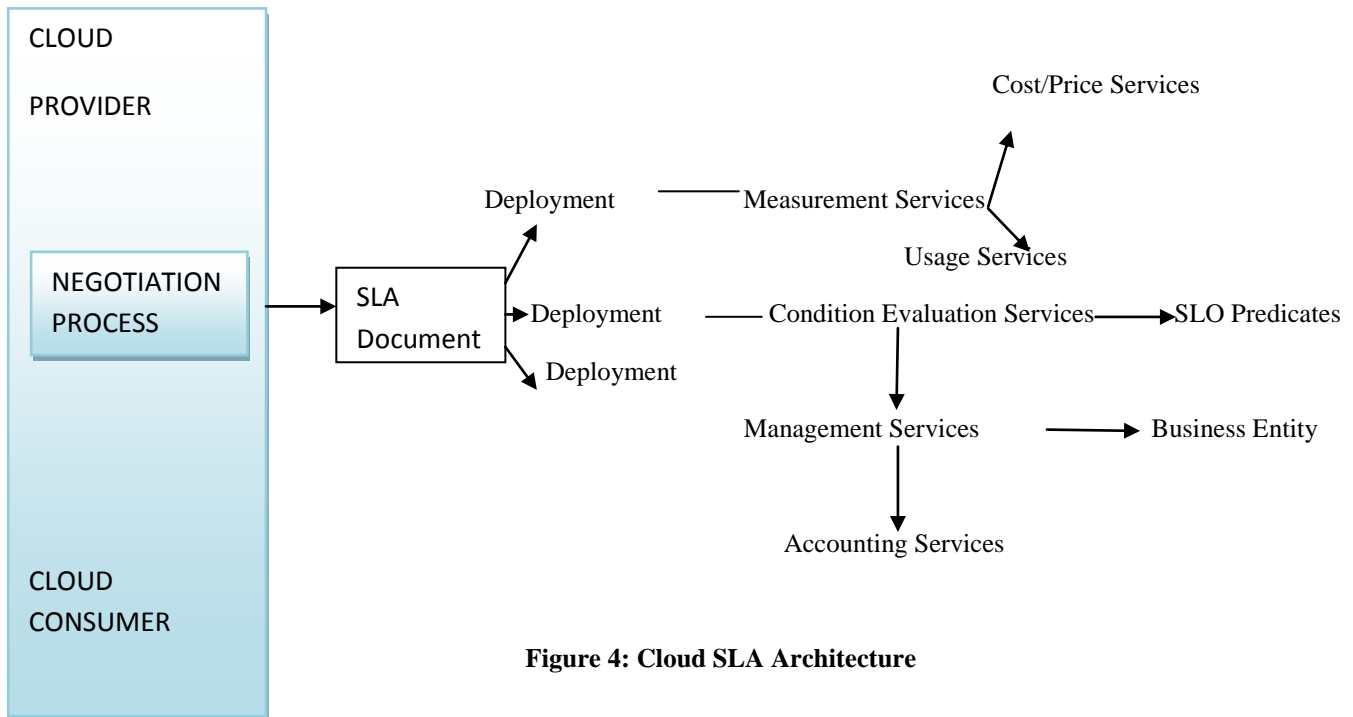 CLOUD
PROVIDER
NEGOTIATION
PROCESS
CLOUD
CONSUMER
SLA
Document
Deployment
Measurement Services
Cost/Price Services
Usage Services
Deployment
Condition Evaluation Services
SLO Predicates
Deployment
Management Services
Business Entity
Accounting Services
Figure 4: Cloud SLA Architecture